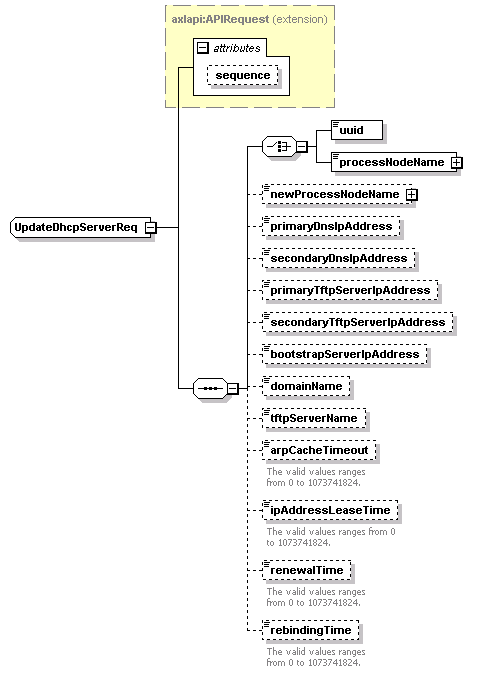 axlapi:APIRequest (extension)
attributes
sequence
uuid
processNodeName
newProcessNodeName
UpdateDhcpServerReq
primaryDnsIpAddress
secondaryDnsIpAddress
primaryTftpServerIpAddress
secondaryTftpServerIpAddress
bootstrapServerIpAddress
domainName
tftpServerName
arpCacheTimeout
The valid values ranges
from 0 to 1073741824.
ipAddressLeaseTime
The valid values ranges from 0
to 1073741824.
renewalTime
The valid values ranges
from 0 to 1073741824.
rebindingTime
The valid values ranges
from 0 to 1073741824.